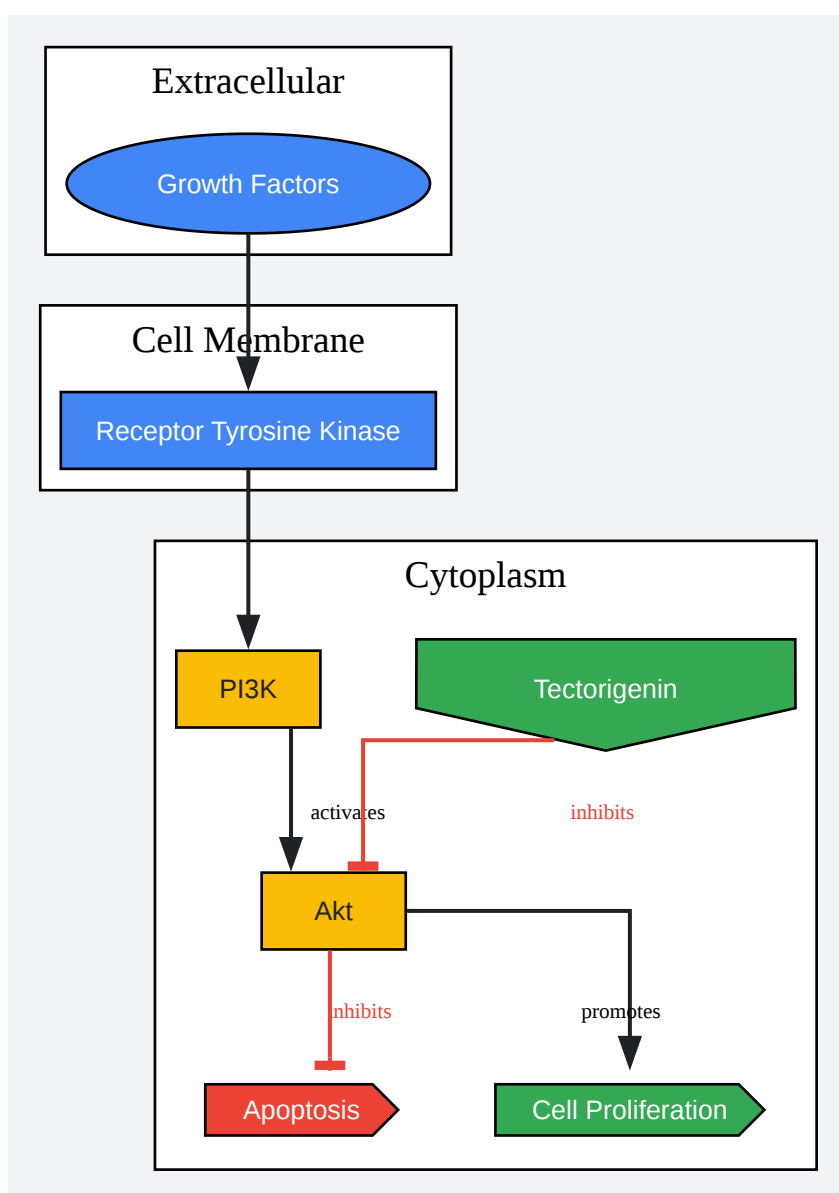 Extracellular
Growth Factors
Cell Membrane
Receptor Tyrosine Kinase
Cytoplasm
PI3K
Tectorigenin
activates
inhibits
Akt
inhibits
promotes
Apoptosis
Cell Proliferation